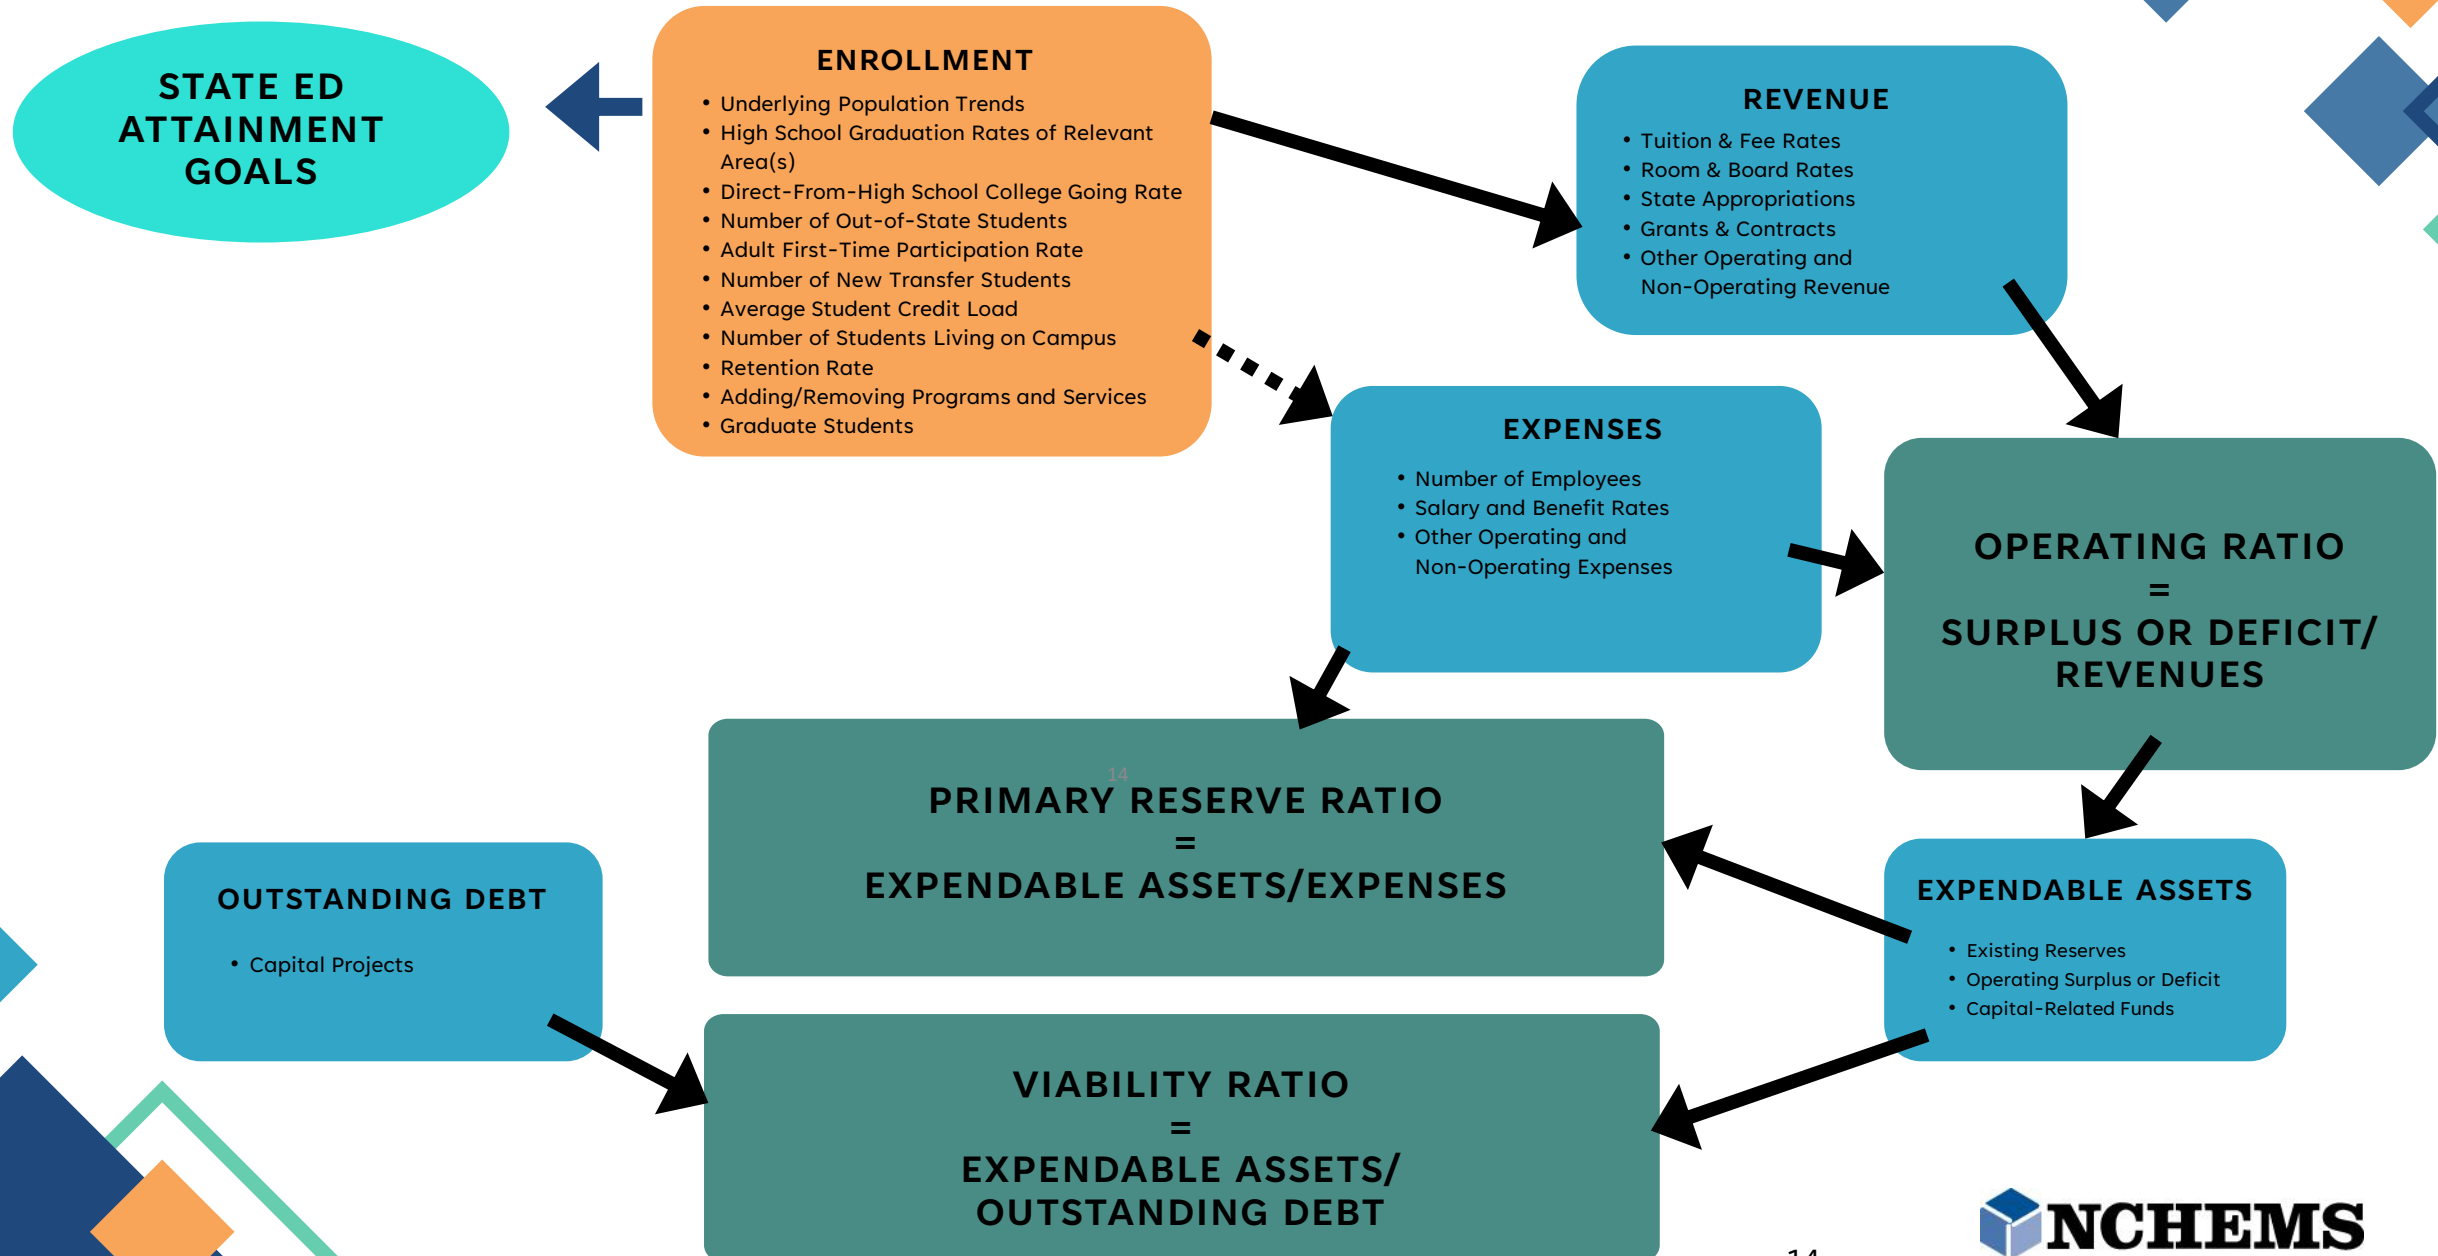 STATE ED
ATTAINMENT
GOALS
ENROLLMENT
• Underlying Population Trends
• High School Graduation Rates of Relevant
Area(s)
• Direct-From-High School College Going Rate
• Number of Out-of-State Students
• Adult First-Time Participation Rate
• Number of New Transfer Students
• Average Student Credit Load
• Number of Students Living on Campus
• Retention Rate
• Adding/Removing Programs and Services
• Graduate Students
REVENUE
• Tuition & Fee Rates
• Room & Board Rates
• State Appropriations
• Grants & Contracts
• Other Operating and
Non-Operating Revenue
EXPENSES
• Number of Employees
• Salary and Benefit Rates
• Other Operating and
Non-Operating Expenses
OPERATING RATIO
=
SURPLUS OR DEFICIT/
REVENUES
14
PRIMARY RESERVE RATIO
=
EXPENDABLE ASSETS/EXPENSES
OUTSTANDING DEBT
• Capital Projects
EXPENDABLE ASSETS
• Existing Reserves
• Operating Surplus or Deficit
• Capital-Related Funds
VIABILITY RATIO
=
EXPENDABLE ASSETS/
OUTSTANDING DEBT
NCHEMS
14